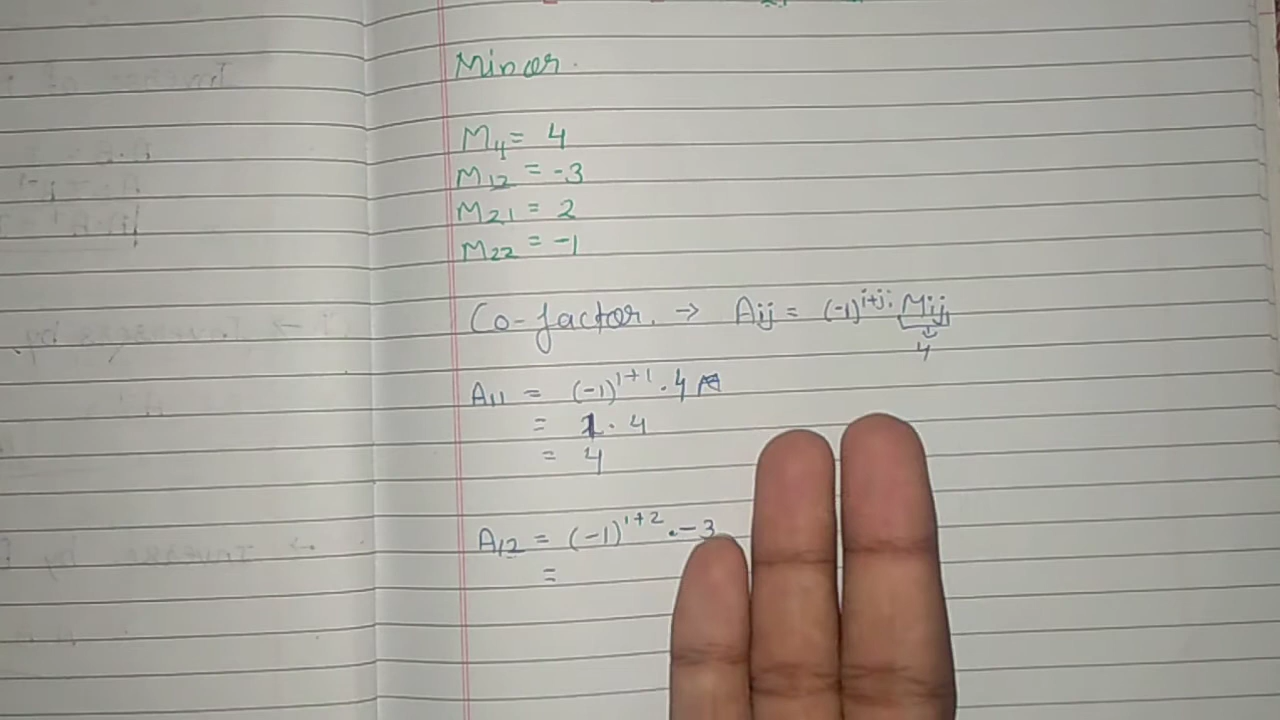 Minor.
M11 = 4
M12 = -3
M21 = 2
M22 = -1
Co-factor. → Aij = (-1)^i+j. Mij
4
A11 = (-1)^1+1 . 4
= 1. 4
= 4
A12 = (-1)^1+2 . -3
=